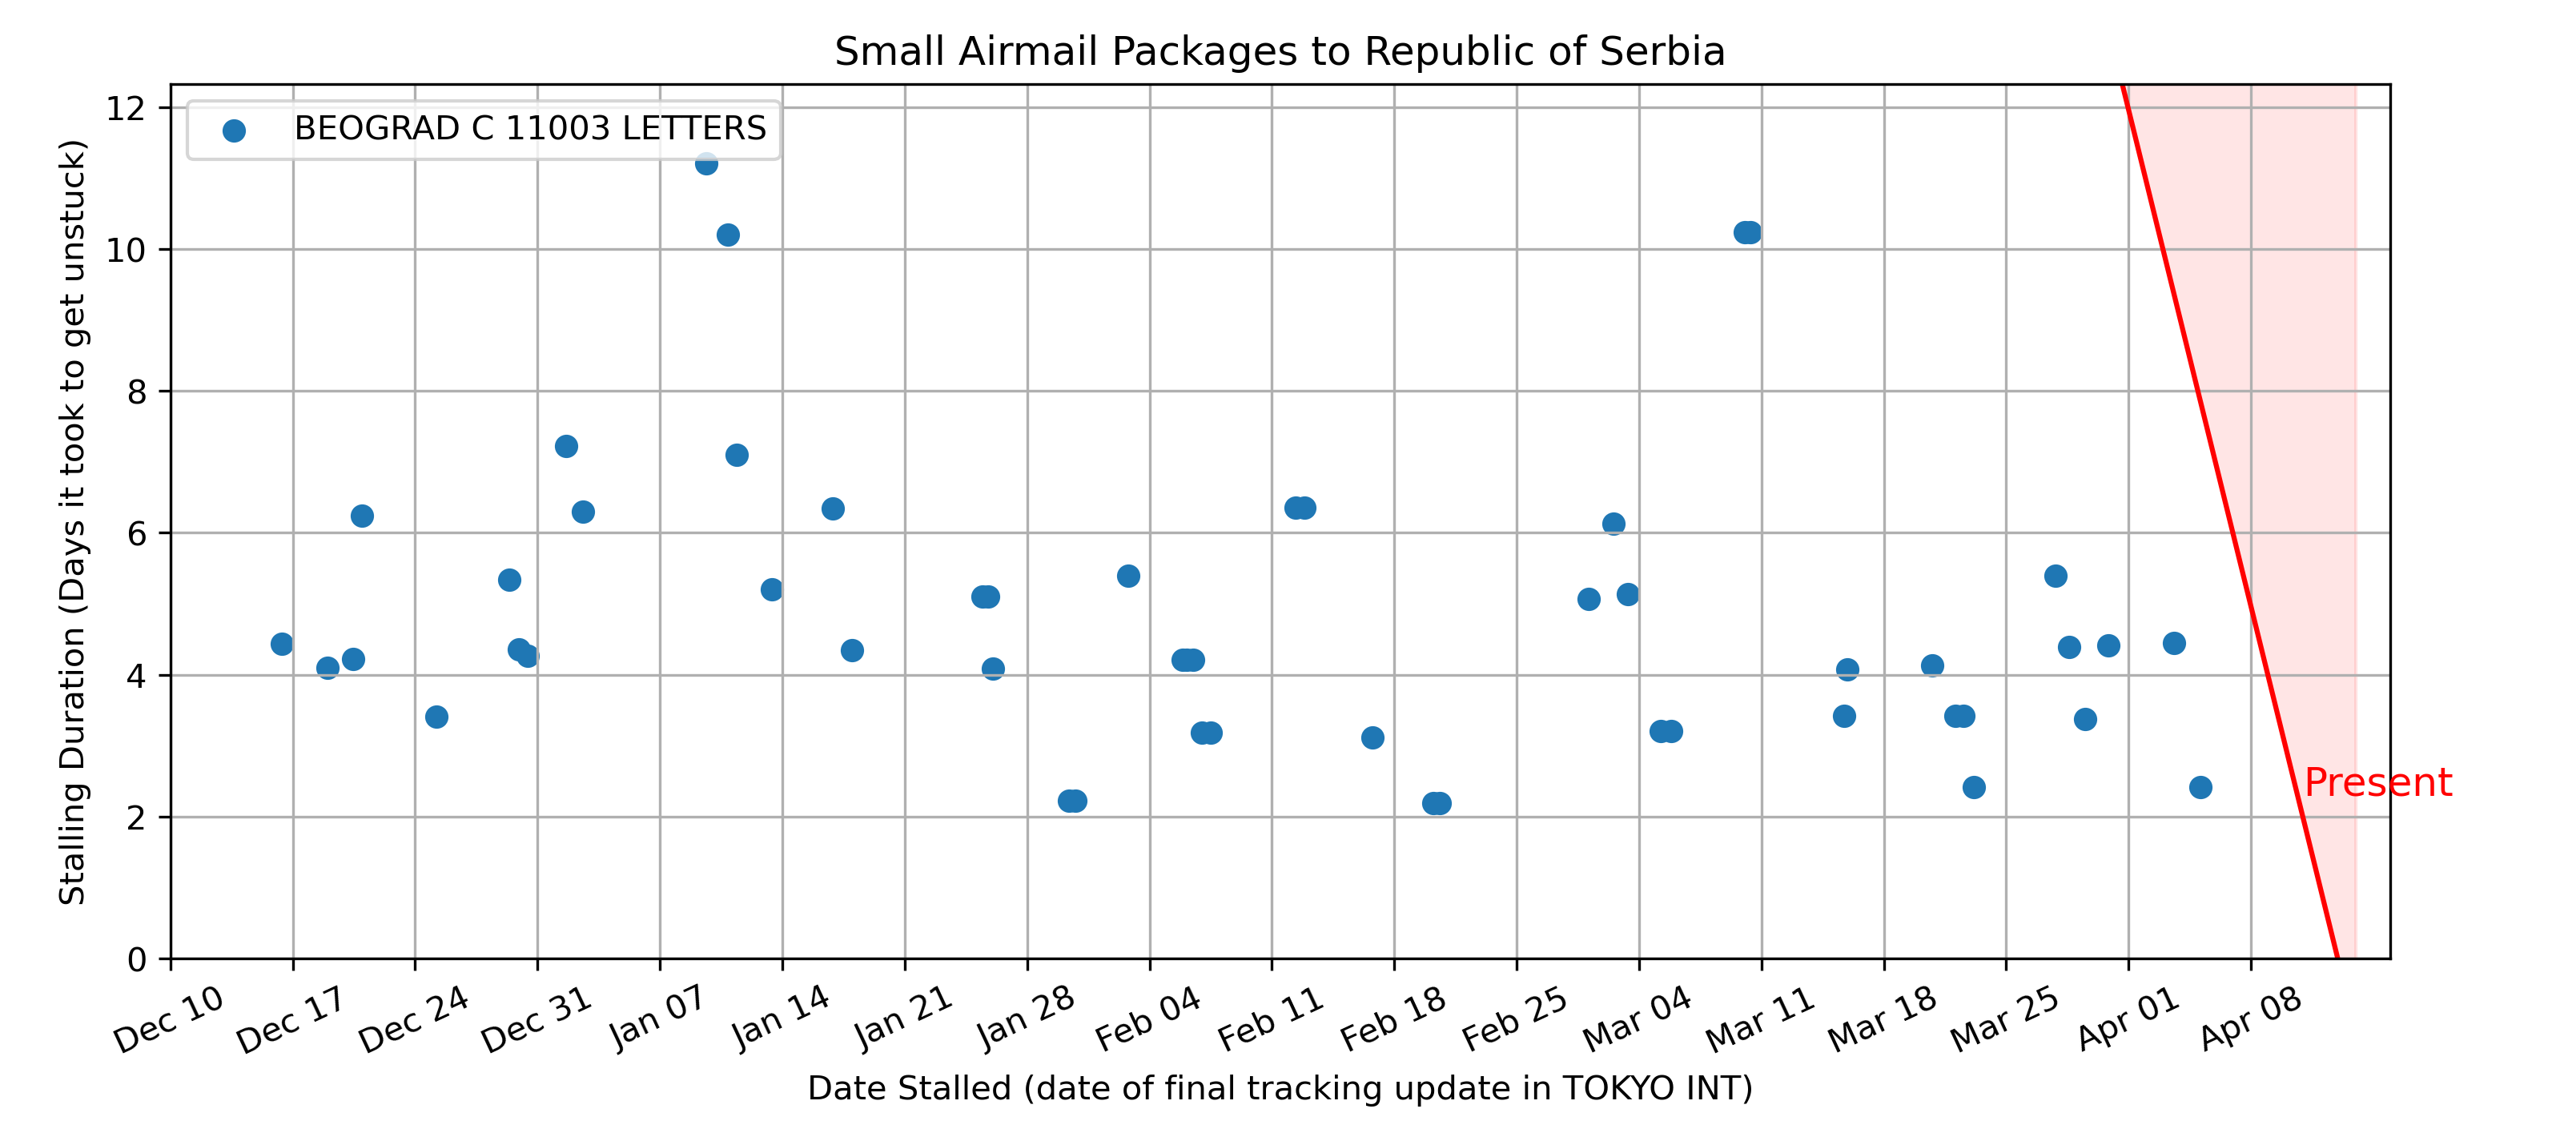 Small Airmail Packages to Republic of Serbia
BEOGRAD C 11003 LETTERS
Stalling Duration (Days it took to get unstuck)
12
10
8
6
4
2
0
Present
Dec 10
Dec 17
Dec 24
Dec 31
Jan 07
Jan 14
Jan 21
Jan 28
Feb 04
Feb 11
Feb 18
Feb 25
Mar 04
Mar 11
Mar 18
Mar 25
Apr 01
Apr 08
Date Stalled (date of final tracking update in TOKYO INT)